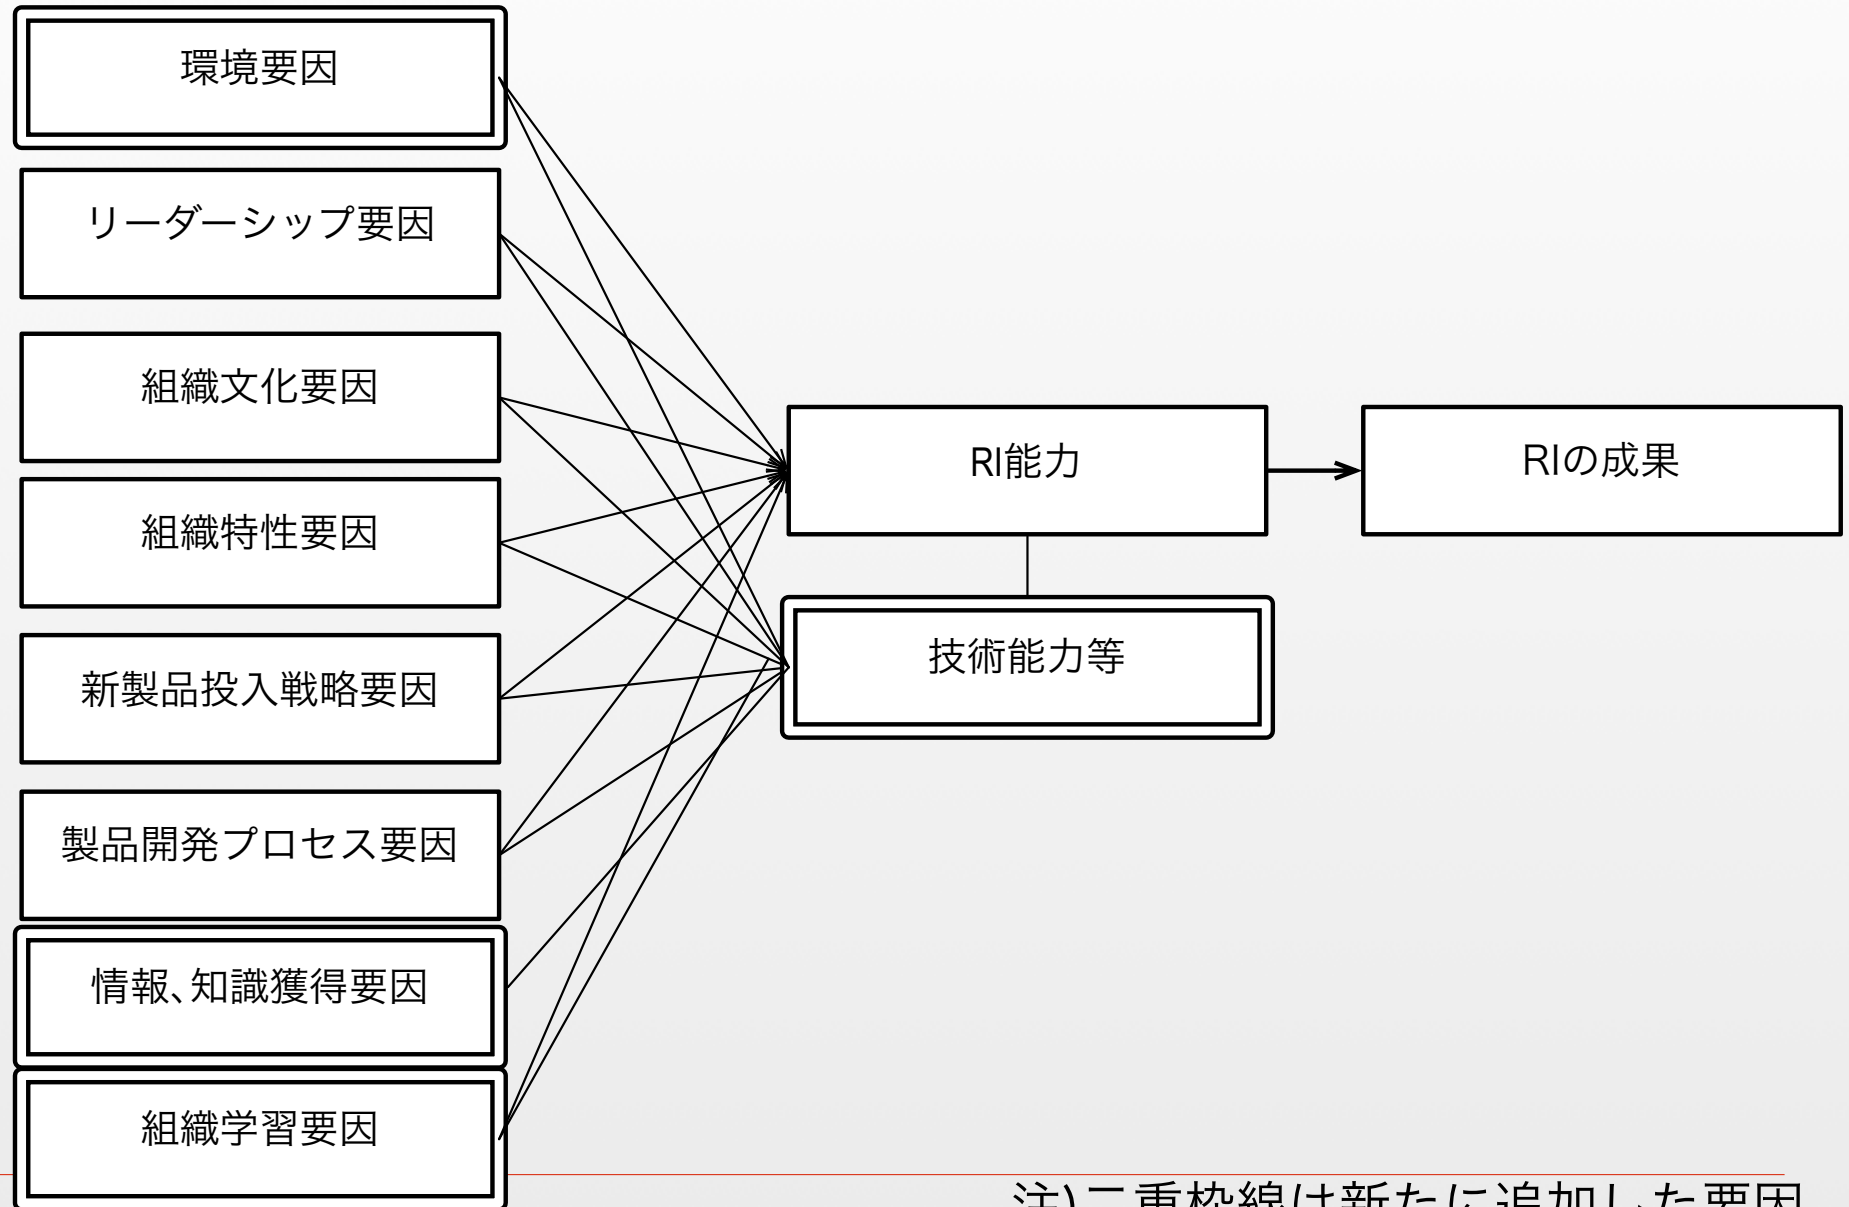 環境要因
リーダーシップ要因
組織文化要因
組織特性要因
新製品投入戦略要因
製品開発プロセス要因
情報、知識獲得要因
組織学習要因
RI能力
技術能力等
RIの成果
注)二重枠線は新たに追加した要因